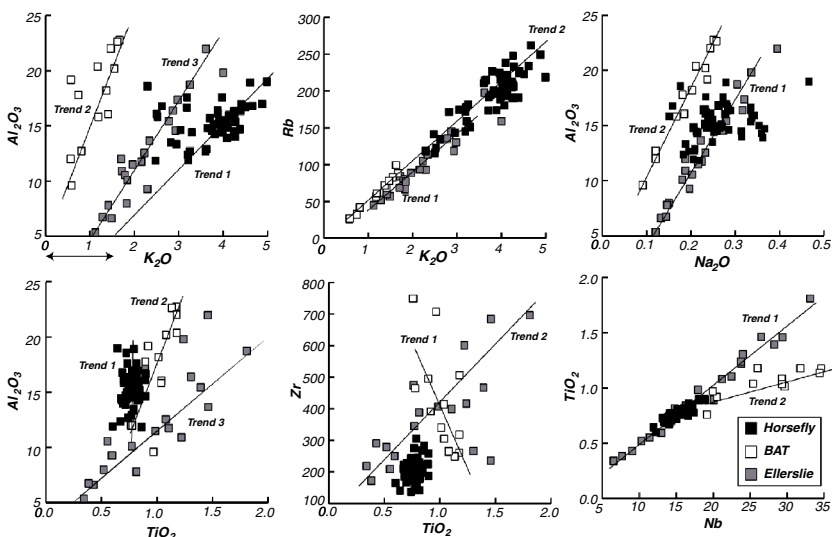 25
20
15
10
5
Al2O3
Trend 2
Trend 3
Trend 1
0 1 2 3 4 5
K2O
300
250
200
150
100
50
0
Rb
Trend 2
Trend 1
0 1 2 3 4 5
K2O
25
20
15
10
5
Al2O3
Trend 2
Trend 1
0.0 0.1 0.2 0.3 0.4 0.5
Na2O
25
20
15
10
5
Al2O3
Trend 2
Trend 1
Trend 3
0.0 0.5 1.0 1.5 2.0
TiO2
800
700
600
500
400
300
200
100
Zr
Trend 1
Trend 2
0.0 0.5 1.0 1.5 2.0
TiO2
2.0
1.5
1.0
0.5
0.0
TiO2
Trend 1
Trend 2
Horsefly
BAT
Ellerslie
5 10 15 20 25 30 35
Nb